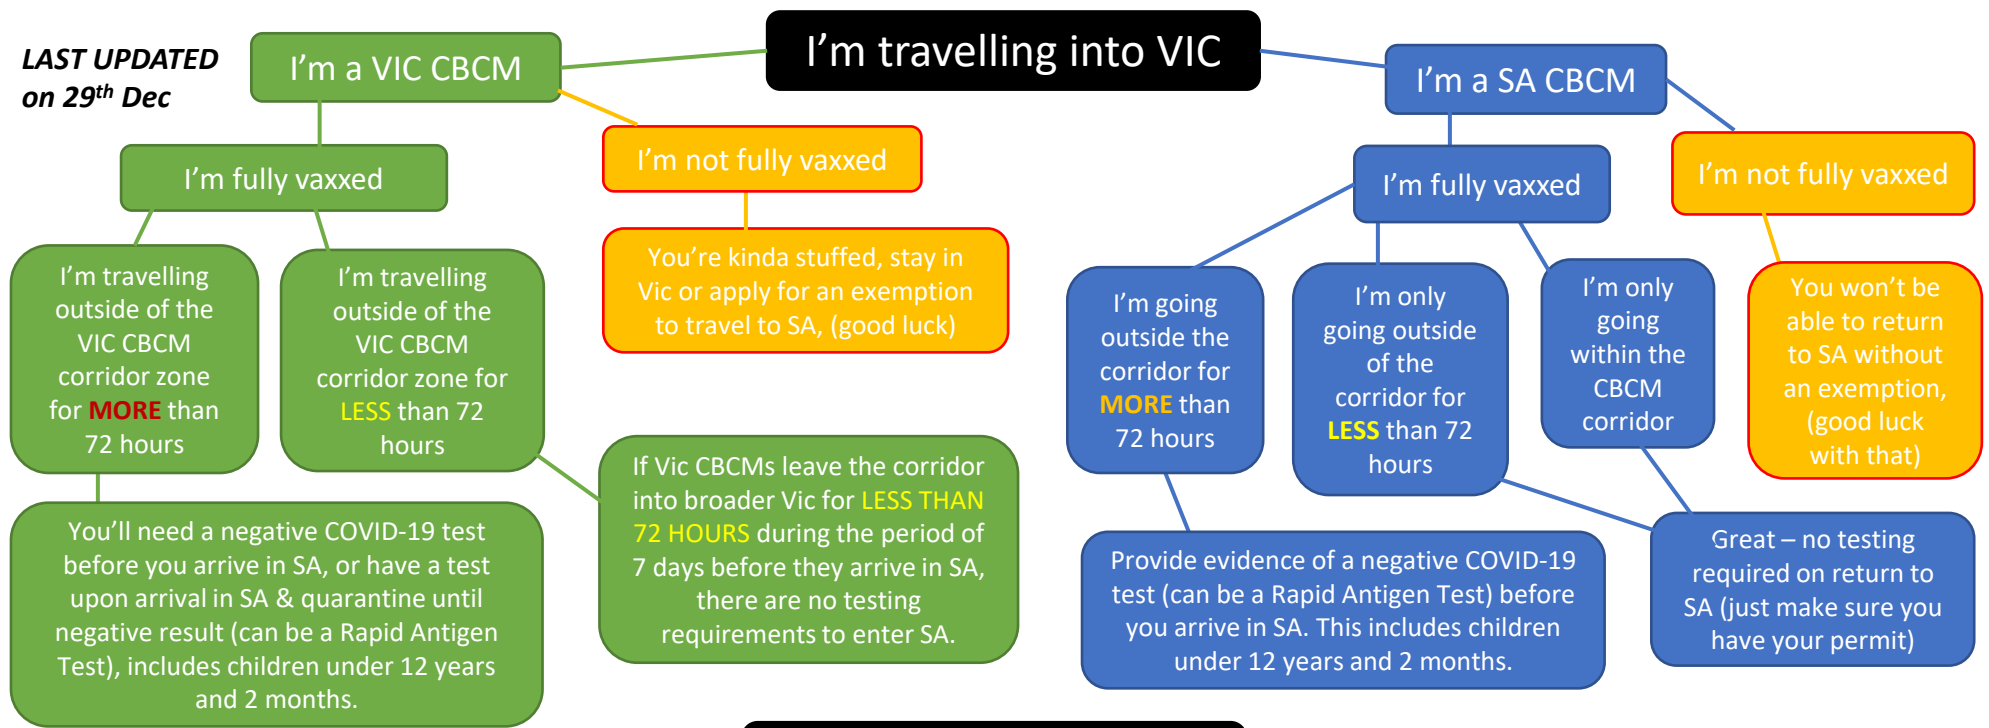 LAST UPDATED
on 29th Dec
I'm travelling into VIC
I'm a VIC CBCM
I'm fully vaxxed
I'm not fully vaxxed
I'm travelling
outside of the
VIC CBCM
corridor zone
for MORE than
72 hours
I'm travelling
outside of the
VIC CBCM
corridor zone for
LESS than 72
hours
You're kinda stuffed, stay in
Vic or apply for an exemption
to travel to SA, (good luck)
You'll need a negative COVID-19 test
before you arrive in SA, or have a test
upon arrival in SA & quarantine until
negative result (can be a Rapid Antigen
Test), includes children under 12 years
and 2 months.
If Vic CBCMs leave the corridor
into broader Vic for LESS THAN
72 HOURS during the period of
7 days before they arrive in SA,
there are no testing
requirements to enter SA.
I'm a SA CBCM
I'm fully vaxxed
I'm not fully vaxxed
I'm going
outside the
corridor for
MORE than
72 hours
I'm only
going outside
of the
corridor for
LESS than 72
hours
I'm only
going
within the
CBCM
corridor
You won't be
able to return
to SA without
an exemption,
(good luck
with that)
Provide evidence of a negative COVID-19
test (can be a Rapid Antigen Test) before
you arrive in SA. This includes children
under 12 years and 2 months.
Great – no testing
required on return to
SA (just make sure you
have your permit)